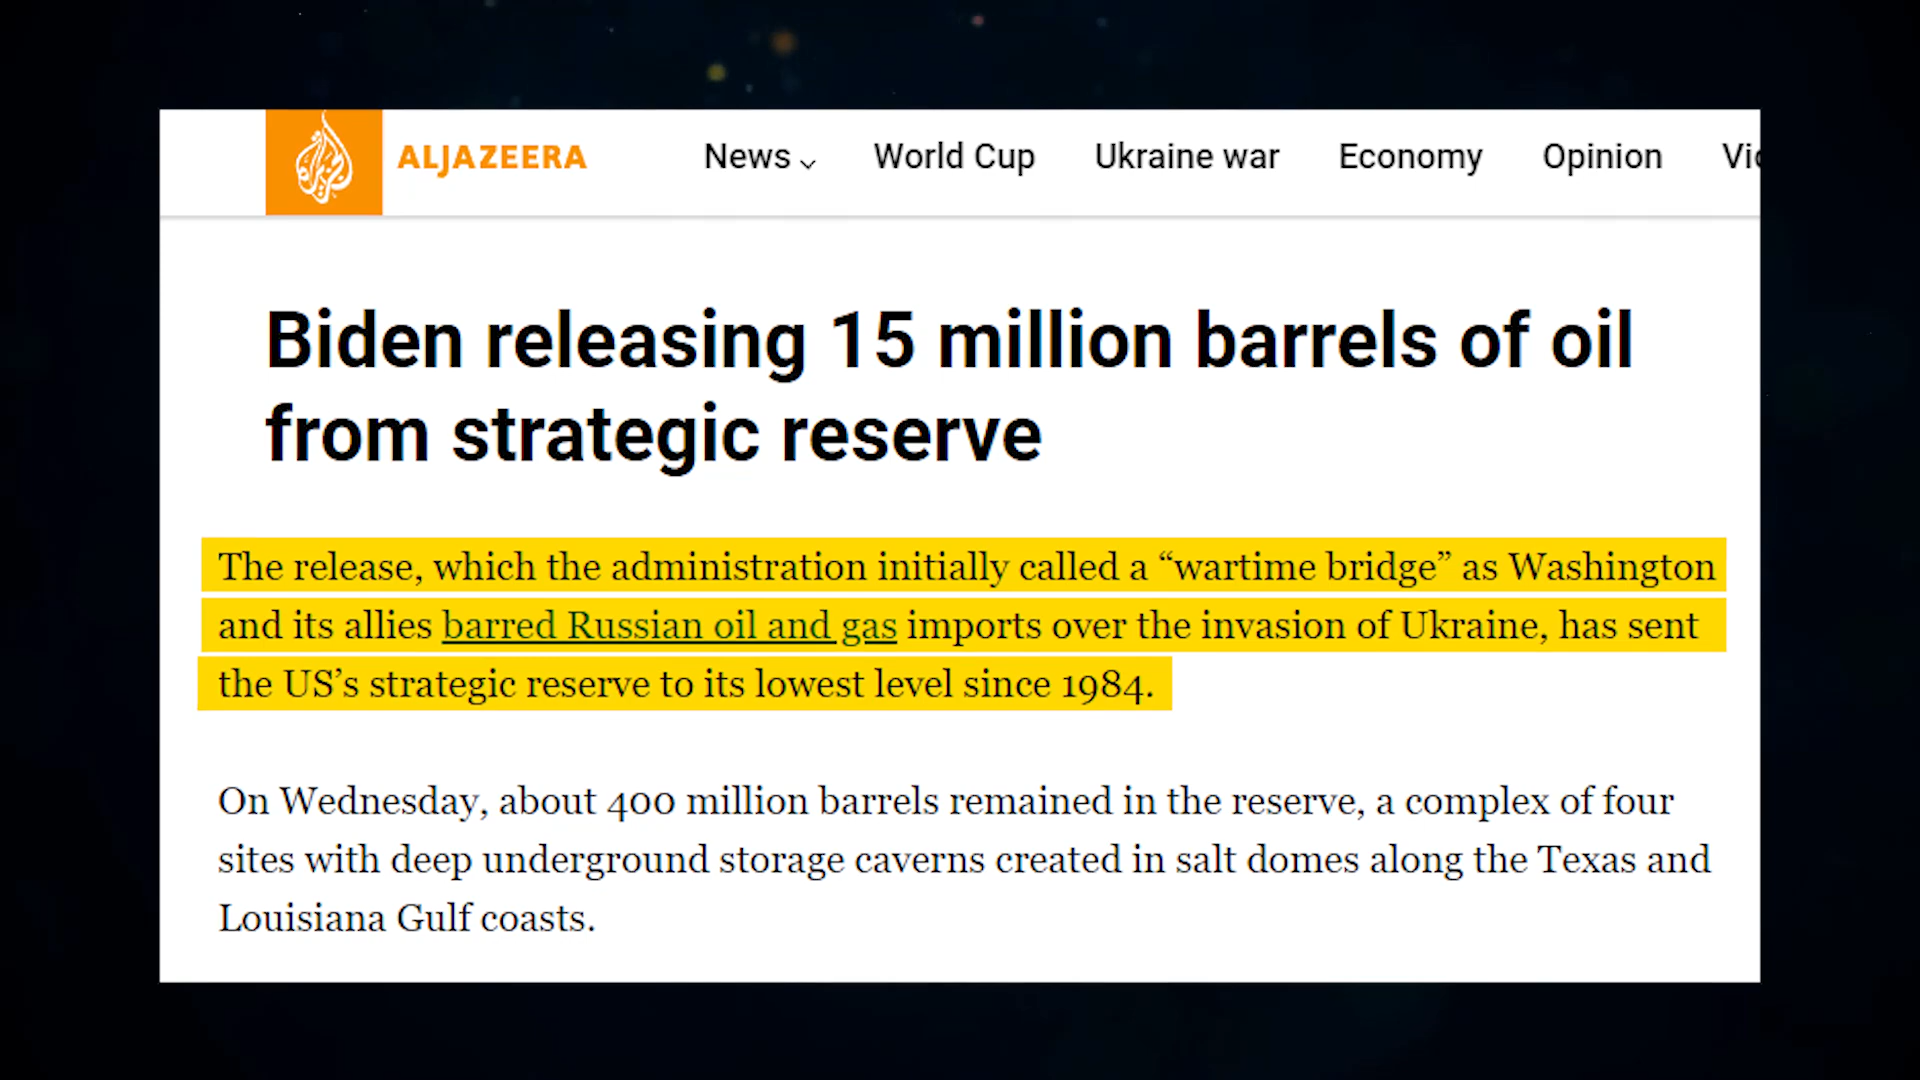 ALJAZEERA News World Cup Ukraine war Economy Opinion
Biden releasing 15 million barrels of oil
from strategic reserve
The release, which the administration initially called a “wartime bridge” as Washington
and its allies barred Russian oil and gas imports over the invasion of Ukraine, has sent
the US’s strategic reserve to its lowest level since 1984.
On Wednesday, about 400 million barrels remained in the reserve, a complex of four
sites with deep underground storage caverns created in salt domes along the Texas and
Louisiana Gulf coasts.